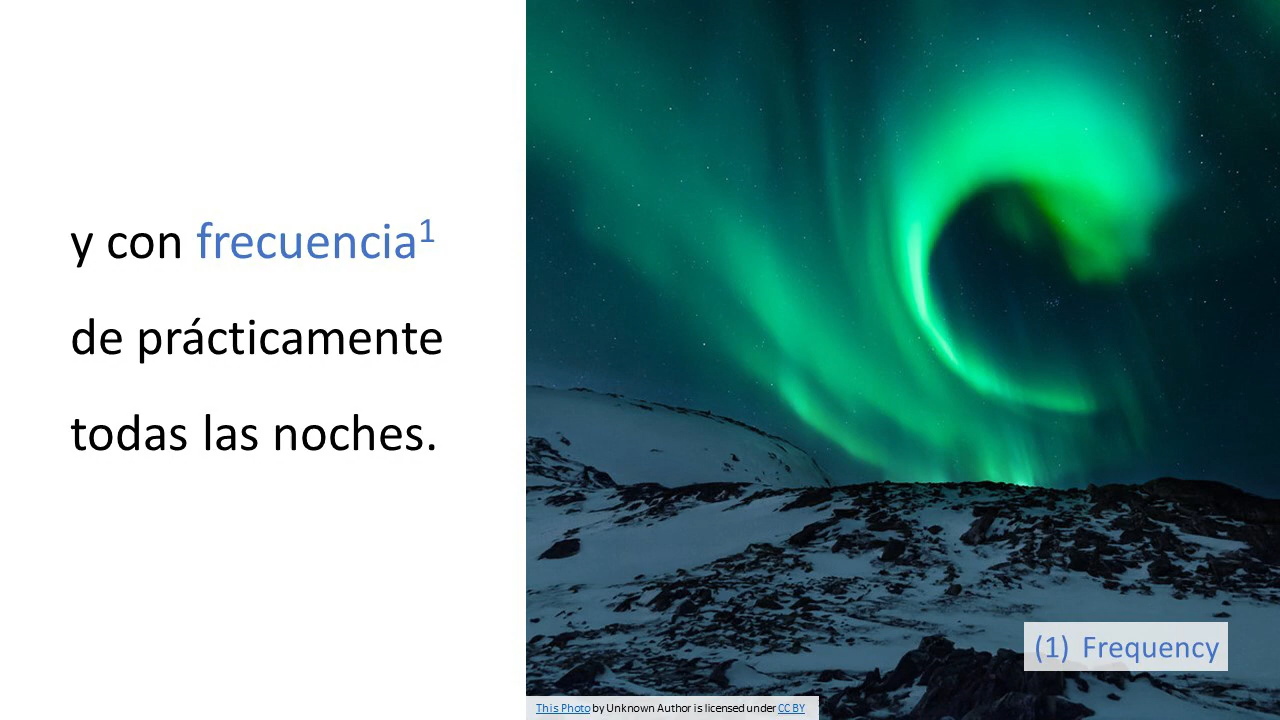 y con frecuencia¹
de prácticamente
todas las noches.
(1) Frequency
This Photo by Unknown Author is licensed under CC BY